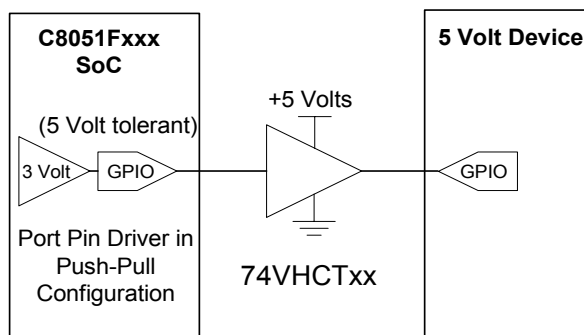 C8051Fxxx
SoC
5 Volt Device
+5 Volts
(5 Volt tolerant)
3 Volt
GPIO
GPIO
Port Pin Driver in
Push-Pull
Configuration
74VHCTxx